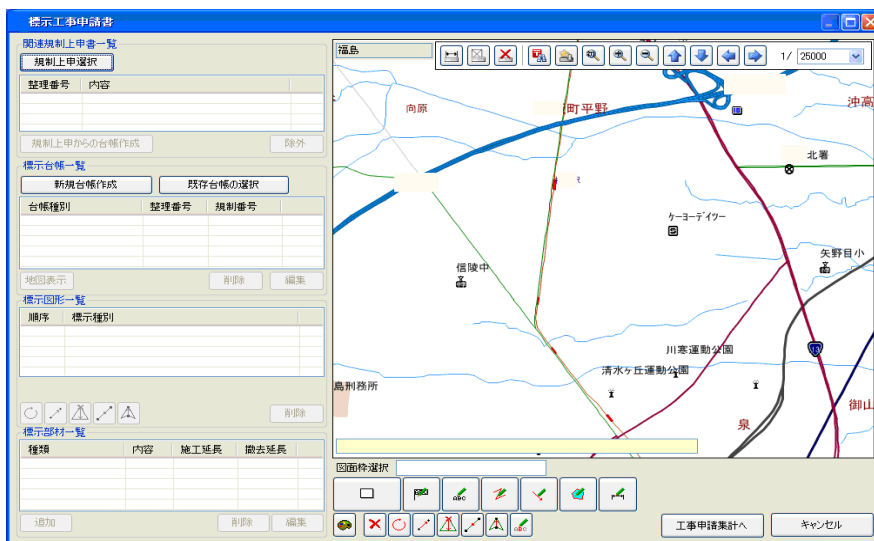 標示工事申請書
関連規制上申書一覧
規制上申選択
整理番号 内容
規制上申からの台帳作成 除外
標示台帳一覧
新規台帳作成 既存台帳の選択
台帳種別 整理番号 規制番号
地図表示 削除 編集
標示図形一覧
順序 標示種別
削除
標示部材一覧
種類 内容 施工延長 撤去延長
追加 削除 編集
福島
1/ 25000
向原
町平野
沖高
北署
ケーヨーデイツー
信陵中
矢野目小
13
川寒運動公園
清水ヶ丘運動公園
島刑務所
御山
泉
図面枠選択
ABC
ABC
工事申請集計へ キャンセル